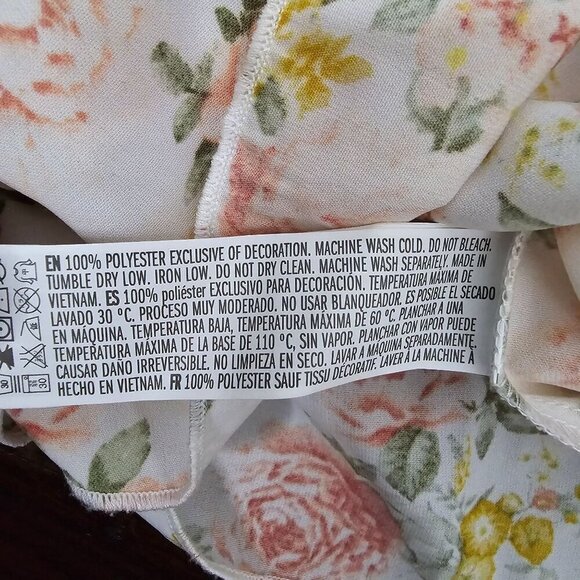 EN 100% POLYESTER EXCLUSIVE OF DECORATION. MACHINE WASH COLD. DO NOT BLEACH.
TUMBLE DRY LOW. IRON LOW. DO NOT DRY CLEAN. MACHINE WASH SEPARATELY. MADE IN
VIETNAM. ES 100% poliéster EXCLUSIVO PARA DECORACIÓN. TEMPERATURA MÁXIMA DE
LAVADO 30 ºC. PROCESO MUY MODERADO. NO USAR BLANQUEADOR. ES POSIBLE EL SECADO
EN MÁQUINA. TEMPERATURA BAJA, TEMPERATURA MÁXIMA DE 60 ºC. PLANCHAR A UNA
TEMPERATURA MÁXIMA DE LA BASE DE 110 ºC, SIN VAPOR. PLANCHAR CON VAPOR PUEDE
CAUSAR DAÑO IRREVERSIBLE. NO LIMPIEZA EN SECO. LAVAR A MÁQUINA SEPARADAMENTE.
HECHO EN VIETNAM. FR 100% POLYESTER SAUF TISSU DÉCORATIF. LAVER À LA MACHINE À